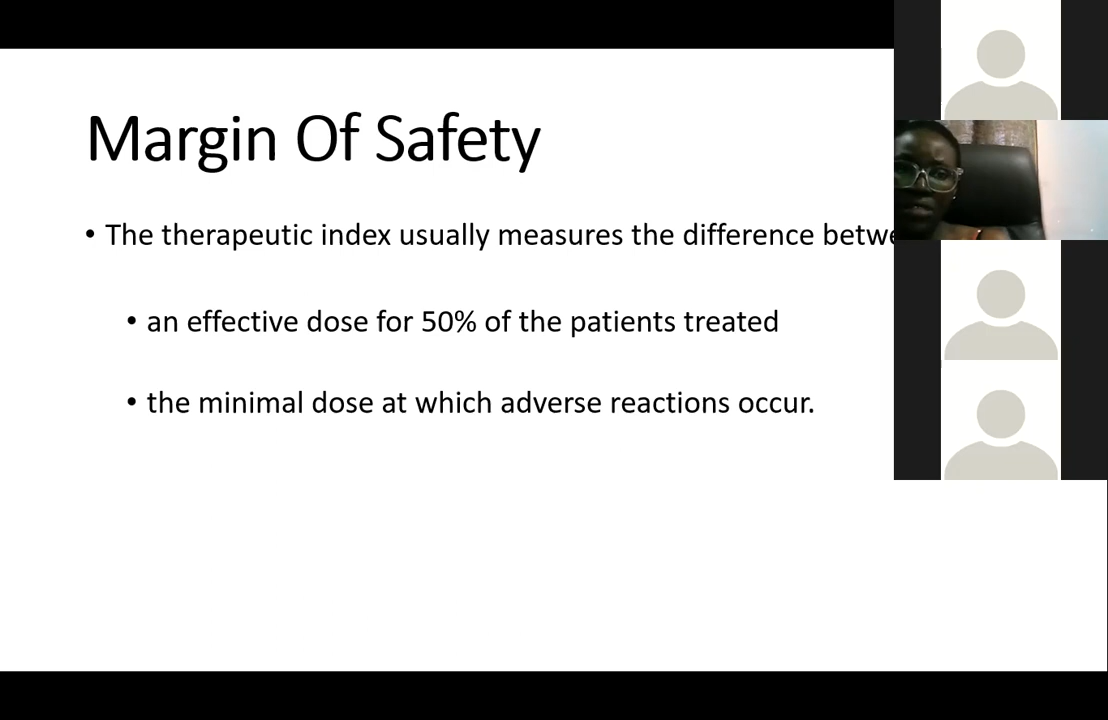 Margin Of Safety
• The therapeutic index usually measures the difference
• an effective dose for 50% of the patients treated
• the minimal dose at which adverse reactions occur.